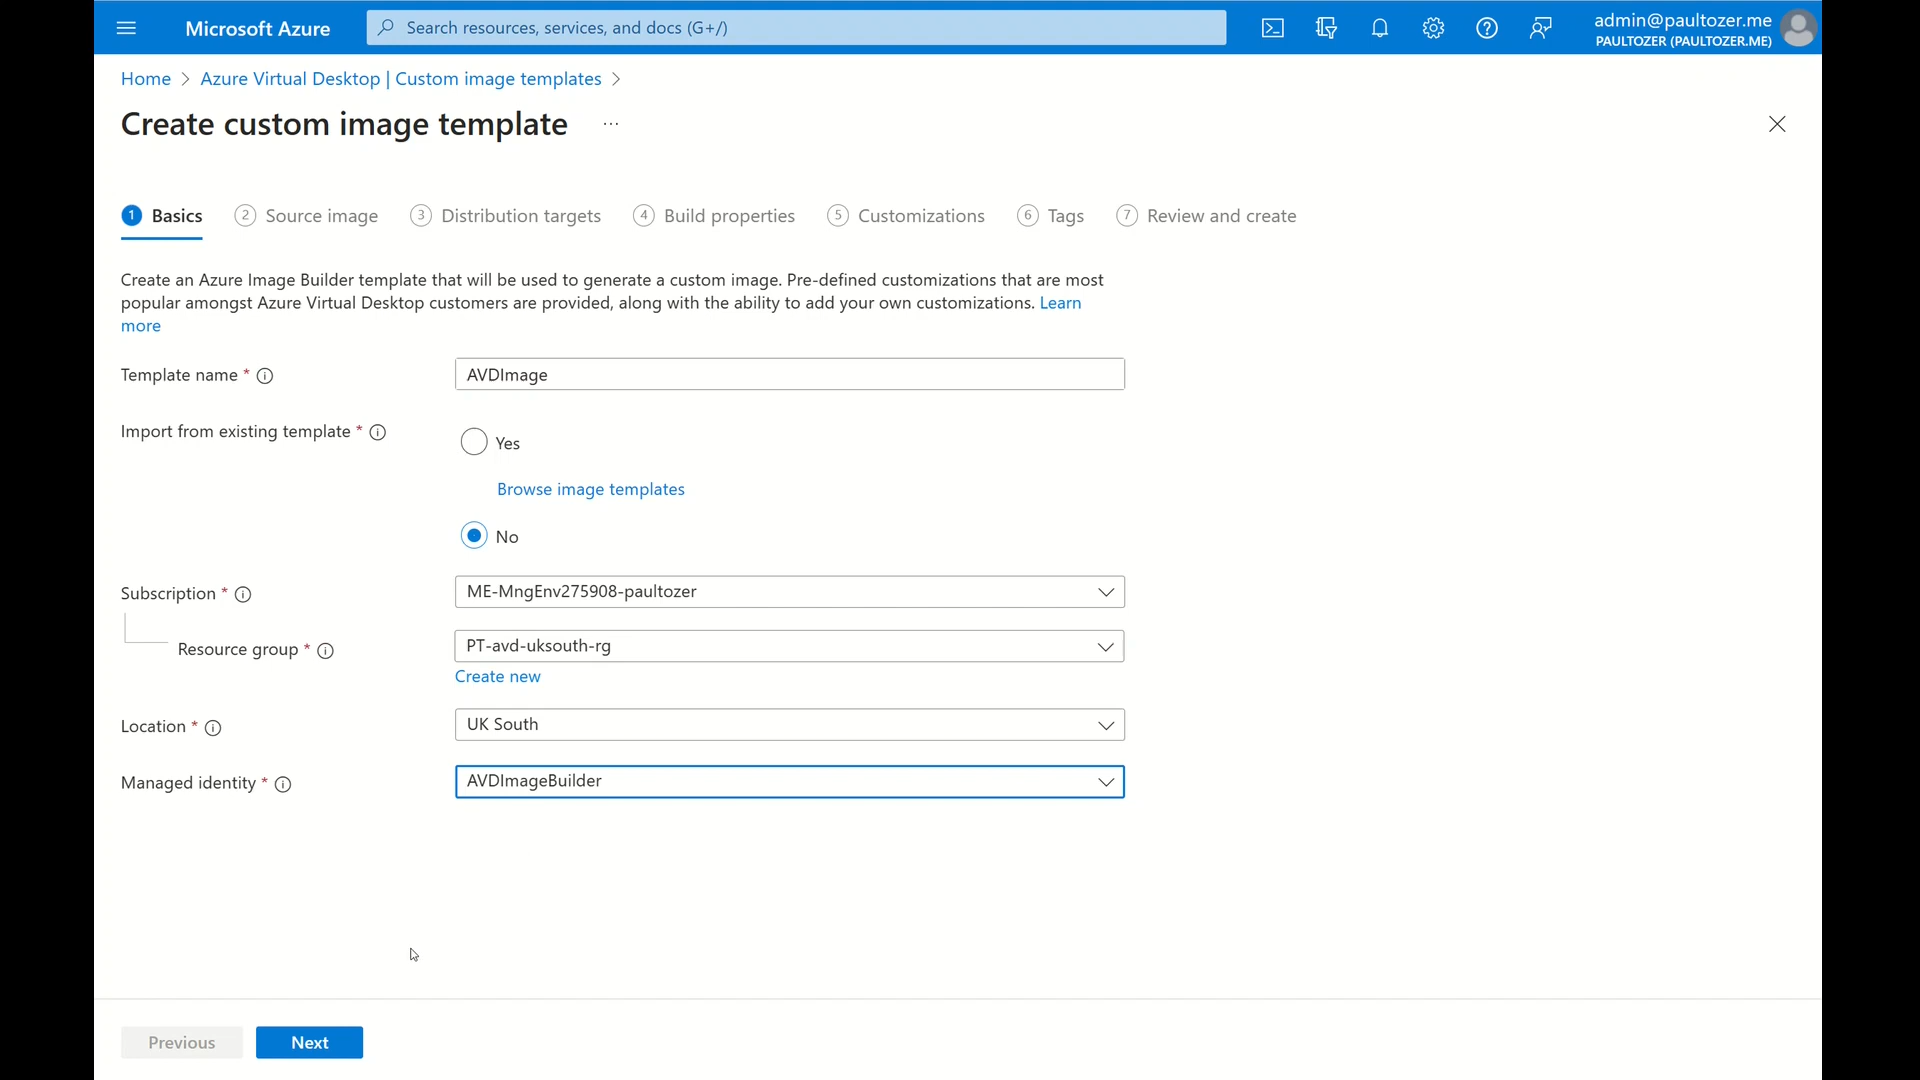 Microsoft Azure
Search resources, services, and docs (G+/)
admin@paultozer.me
PAULTOZER (PAULTOZER.ME)
Home > Azure Virtual Desktop | Custom image templates >
Create custom image template ...
1 Basics
2 Source image
3 Distribution targets
4 Build properties
5 Customizations
6 Tags
7 Review and create
Create an Azure Image Builder template that will be used to generate a custom image. Pre-defined customizations that are most
popular amongst Azure Virtual Desktop customers are provided, along with the ability to add your own customizations. Learn
more
Template name *
AVDImage
Import from existing template *
Yes
Browse image templates
No
Subscription *
ME-MngEnv275908-paultozer
Resource group *
PT-avd-uksouth-rg
Create new
Location *
UK South
Managed identity *
AVDImageBuilder
Previous
Next